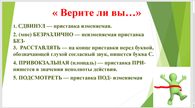 « Верите ли вы…»
1. СДВИНУЛ — приставка изменяемая.
2. (мы) БЕЗРАЗЛИЧНО — неизменяемая приставка
БЕЗ-
3. РАССТАВЛЯТЬ — на конце приставки перед буквой,
обозначающей глухой согласный звук, пишется буква С.
4. ПРИВОКЗАЛЬНАЯ (площадь) — приставка ПРИ-
пишется в значении неполноты действия.
5. ПОДСМОТРЕТЬ — приставка ПОД- изменяемая